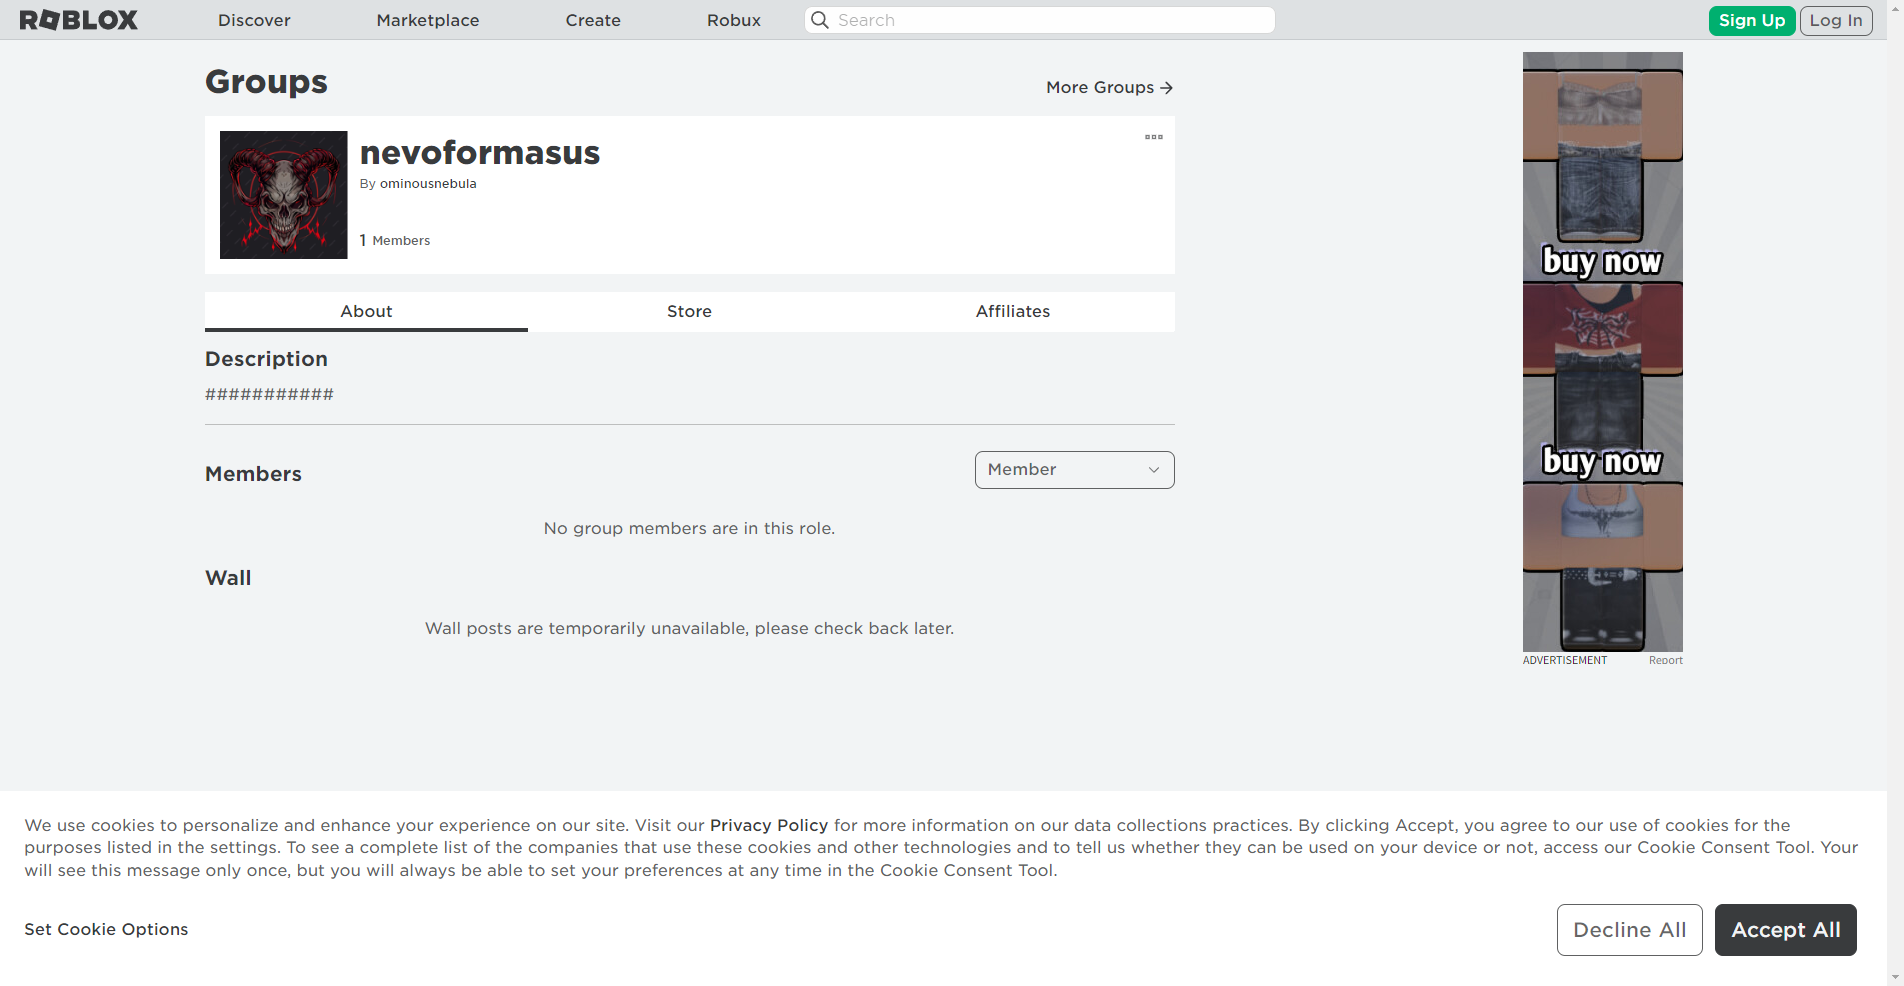 ROBLOX
Discover
Marketplace
Create
Robux
Search
Sign Up
Log In
Groups
More Groups
nevoformasus
By ominousnebula
1 Members
About
Store
Affiliates
Description
###########
Members
Member
No group members are in this role.
Wall
Wall posts are temporarily unavailable, please check back later.
buy now
buy now
ADVERTISEMENT
Report
We use cookies to personalize and enhance your experience on our site. Visit our Privacy Policy for more information on our data collections practices. By clicking Accept, you agree to our use of cookies for the
purposes listed in the settings. To see a complete list of the companies that use these cookies and other technologies and to tell us whether they can be used on your device or not, access our Cookie Consent Tool. Your
will see this message only once, but you will always be able to set your preferences at any time in the Cookie Consent Tool.
Set Cookie Options
Decline All
Accept All